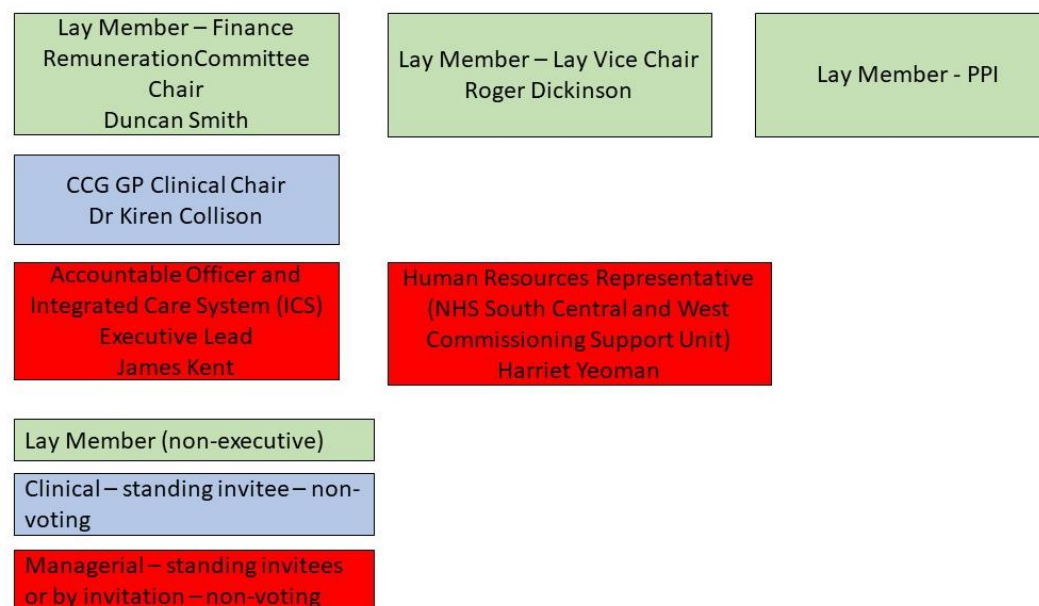 Lay Member – Finance
RemunerationCommittee
Chair
Duncan Smith
Lay Member – Lay Vice Chair
Roger Dickinson
Lay Member - PPI
CCG GP Clinical Chair
Dr Kiren Collison
Accountable Officer and
Integrated Care System (ICS)
Executive Lead
James Kent
Human Resources Representative
(NHS South Central and West
Commissioning Support Unit)
Harriet Yeoman
Lay Member (non-executive)
Clinical – standing invitee – non-
voting
Managerial – standing invitees
or by invitation – non-voting